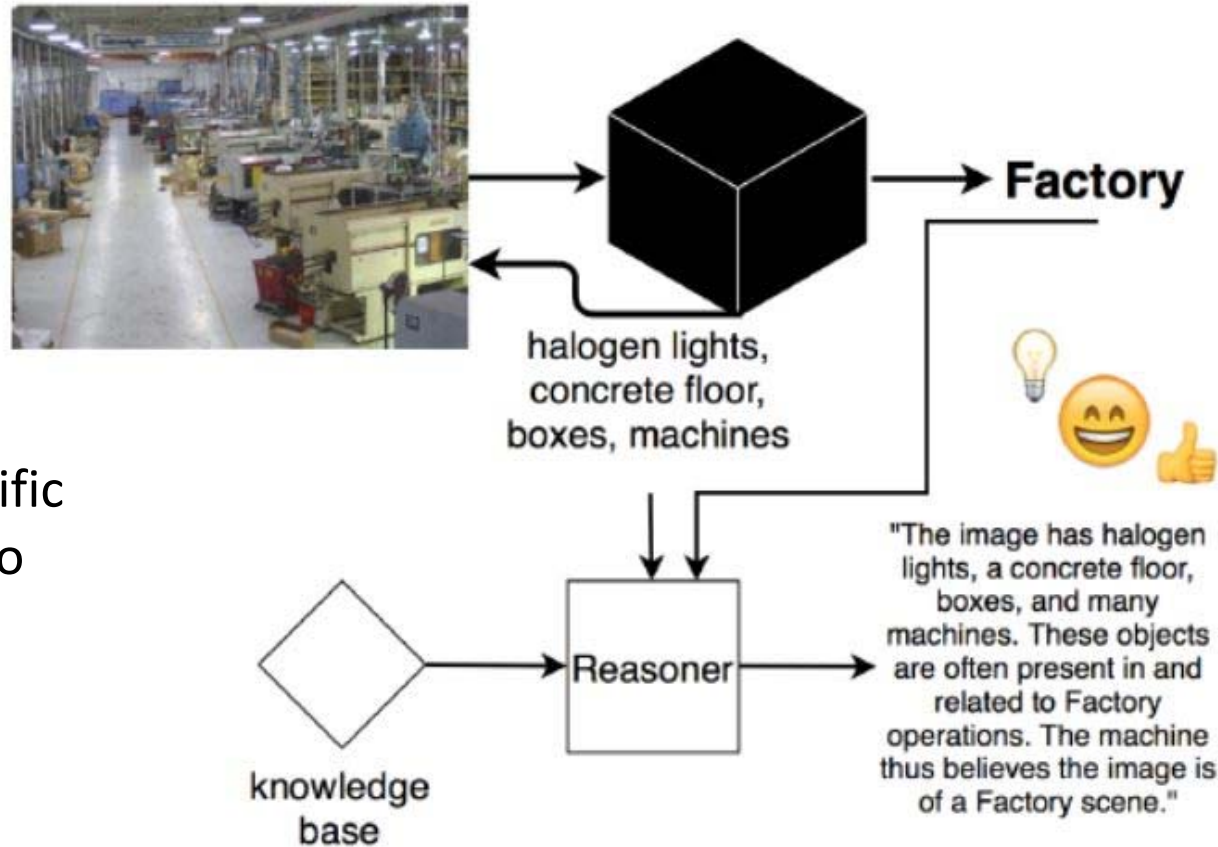 Factory
halogen lights,
concrete floor,
boxes, machines
"The image has halogen
lights, a concrete floor,
boxes, and many
machines. These objects
are often present in and
related to Factory
operations. The machine
thus believes the image is
of a Factory scene."
Reasoner
knowledge
base